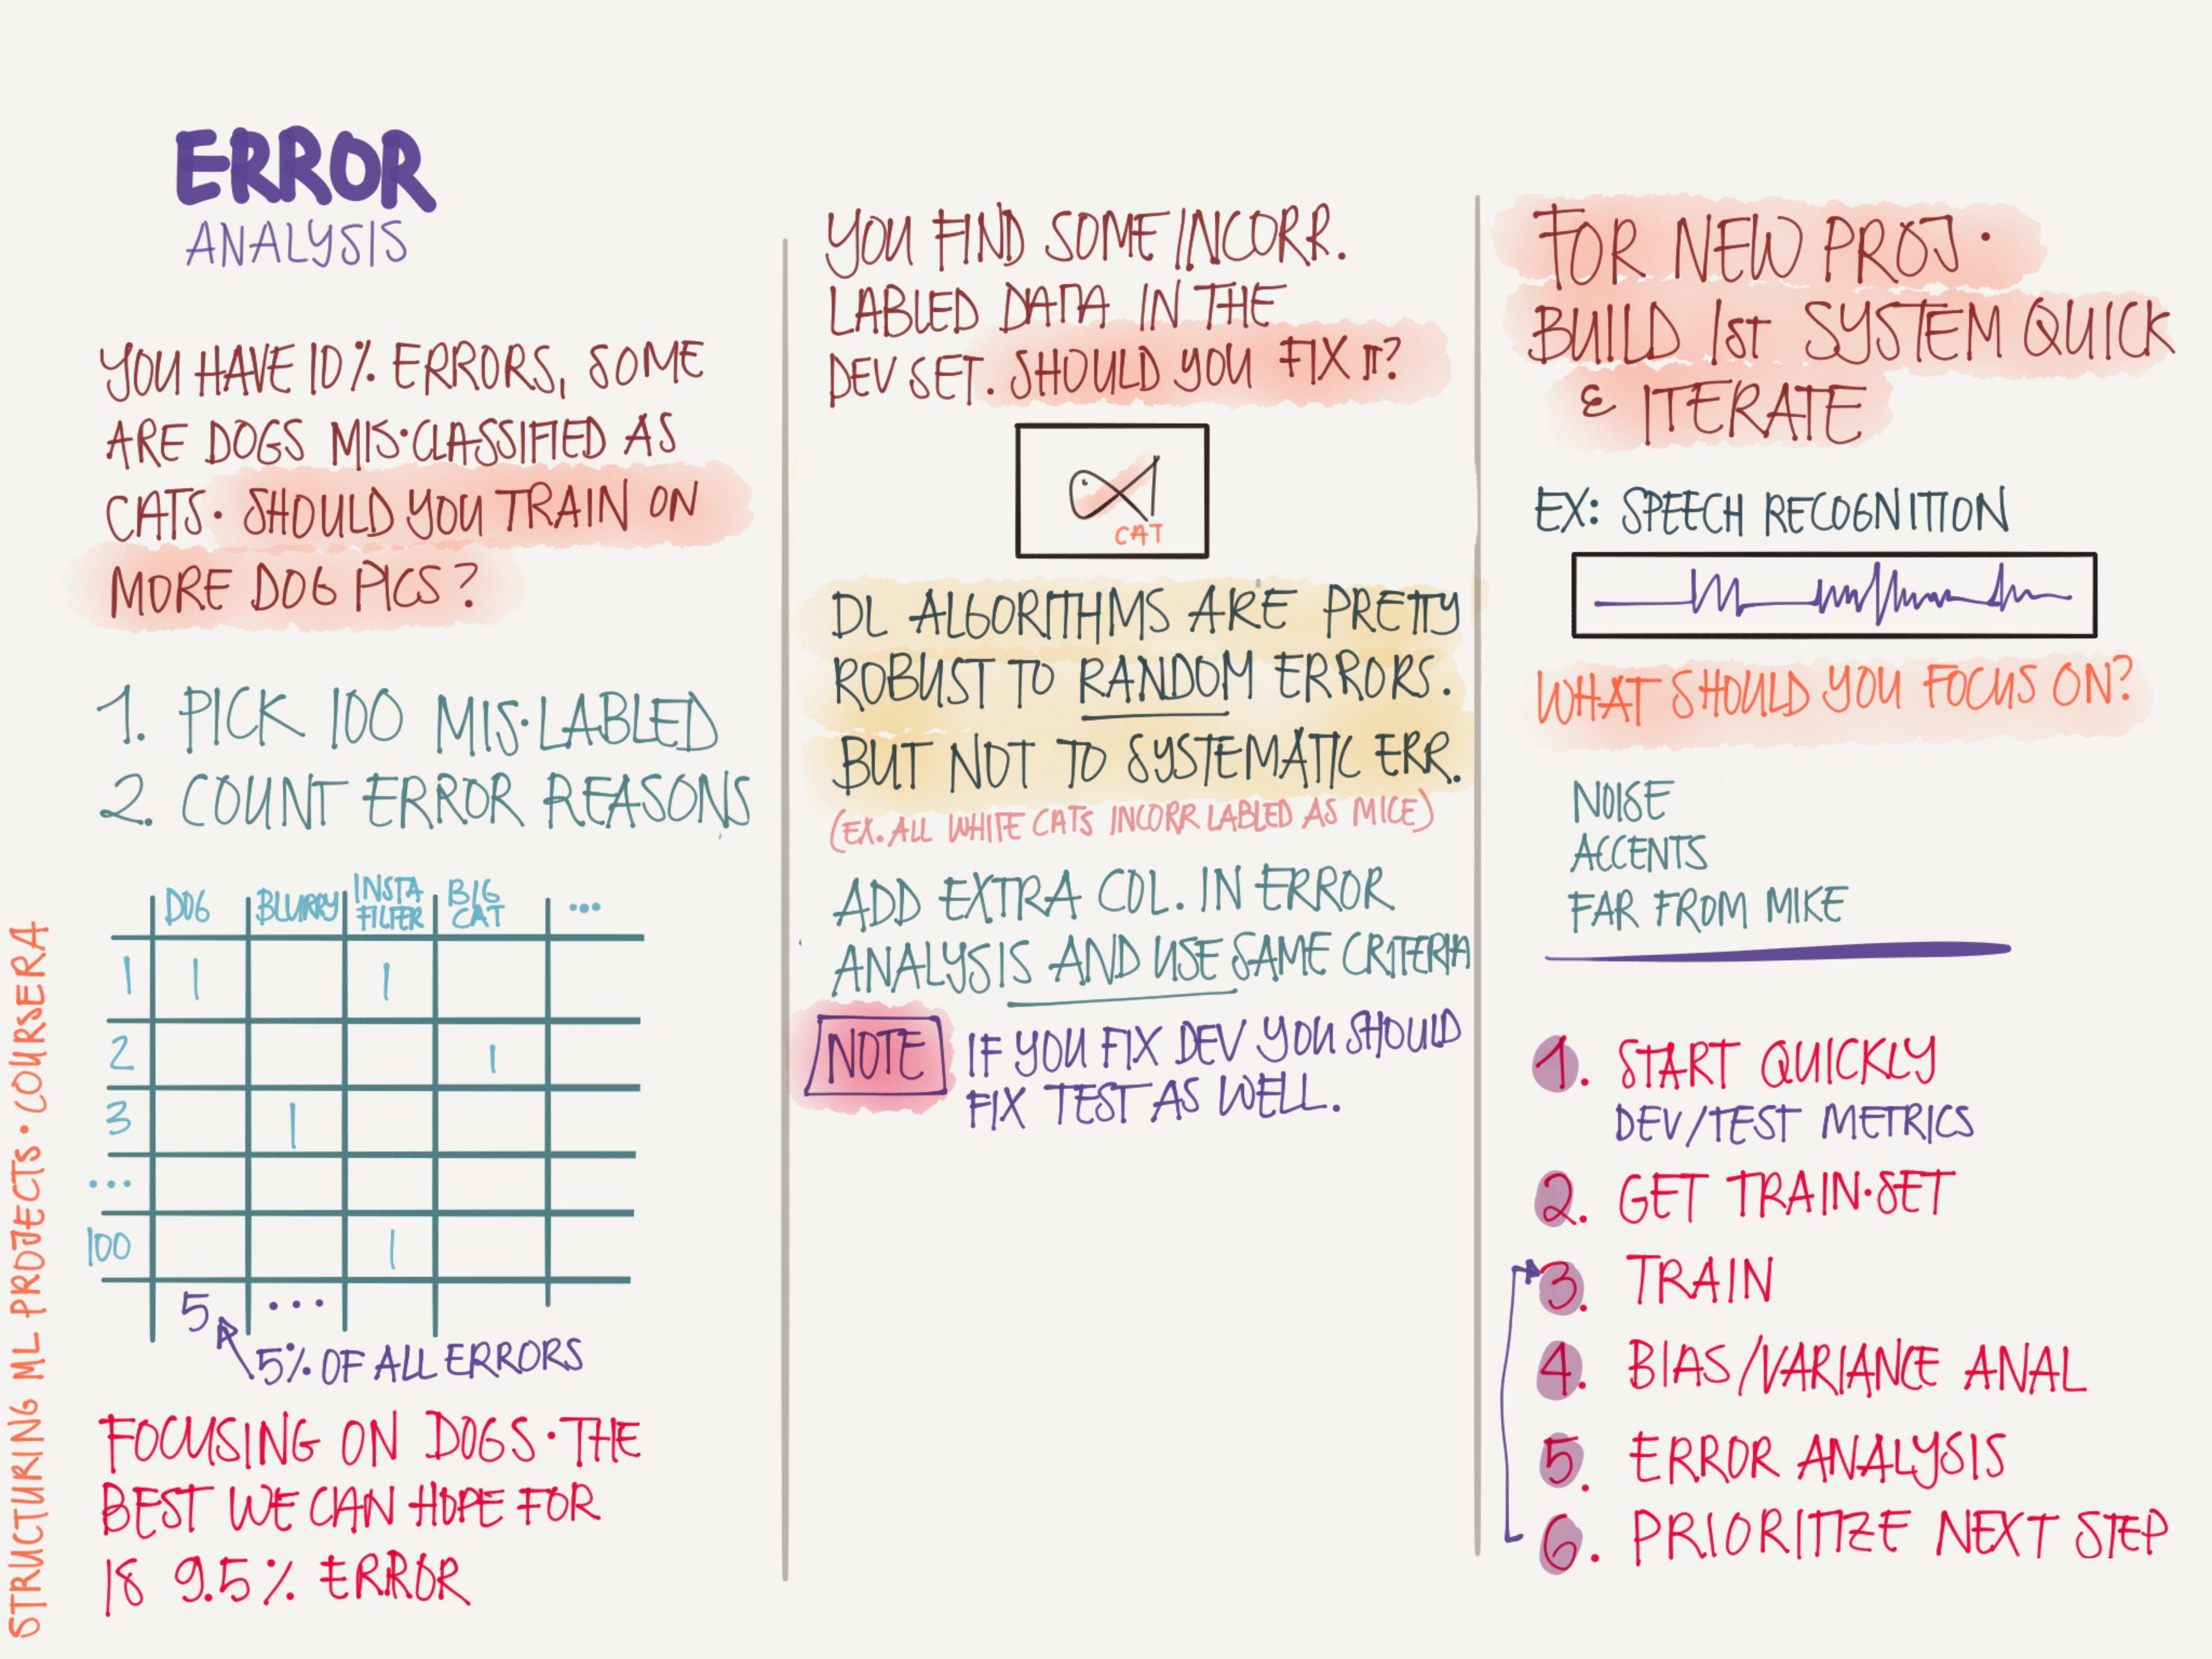 ERROR
ANALYSIS
YOU HAVE 10% ERRORS, SOME
ARE DOGS MIS·CLASSIFIED AS
CATS· SHOULD YOU TRAIN ON
MORE DOG PICS?
1. PICK 100 MIS·LABLED
2. COUNT ERROR REASONS
DOG BLURRY INSTA FILTER BIG CAT ...
1 1 1
2 1
3 1
...
100 1
5 ...
5% OF ALL ERRORS
FOCUSING ON DOGS·THE
BEST WE CAN HOPE FOR
IS 9.5% ERROR
STRUCTURING ML PROJECTS · COURSERA
YOU FIND SOME INCORR.
LABLED DATA IN THE
DEV SET. SHOULD YOU FIX IT?
CAT
DL ALGORITHMS ARE PRETTY
ROBUST TO RANDOM ERRORS.
BUT NOT TO SYSTEMATIC ERR.
(EX. ALL WHITE CATS INCORR LABLED AS MICE)
ADD EXTRA COL. IN ERROR
ANALYSIS AND USE SAME CRITERIA
NOTE IF YOU FIX DEV YOU SHOULD
FIX TEST AS WELL.
FOR NEW PROJ·
BUILD 1st SYSTEM QUICK
& ITERATE
EX: SPEECH RECOGNITION
WHAT SHOULD YOU FOCUS ON?
NOISE
ACCENTS
FAR FROM MIKE
1. START QUICKLY
DEV/TEST METRICS
2. GET TRAIN·SET
3. TRAIN
4. BIAS/VARIANCE ANAL
5. ERROR ANALYSIS
6. PRIORITIZE NEXT STEP